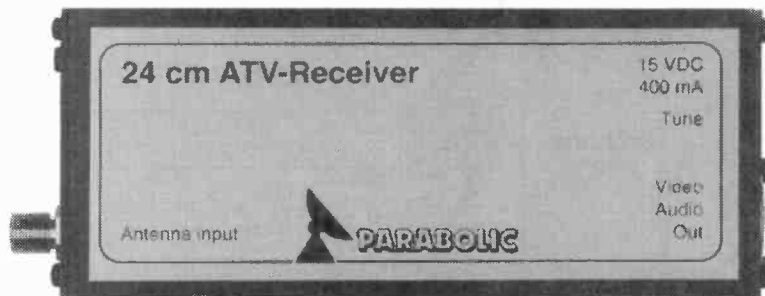 24 cm ATV-Receiver
15 VDC
400 mA
Tune
Video
Audio
Out
Antenna input
PARABOLIC